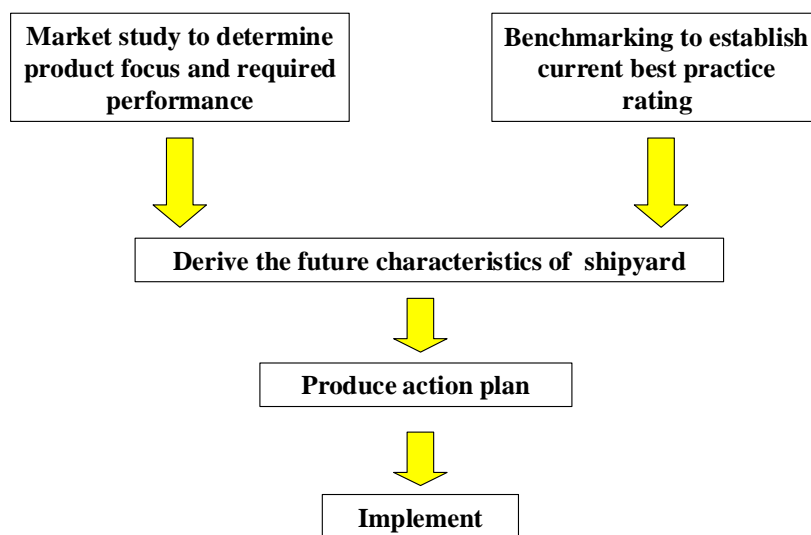 Market study to determine
product focus and required
performance
Benchmarking to establish
current best practice
rating
Derive the future characteristics of shipyard
Produce action plan
Implement